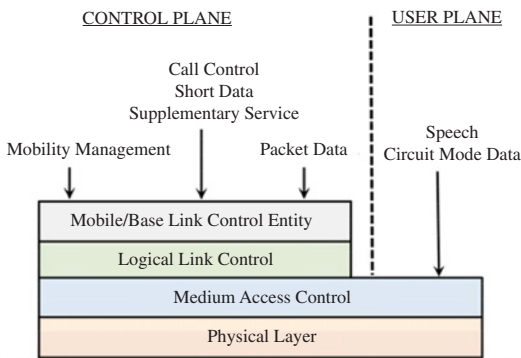 CONTROL PLANE
USER PLANE
Call Control
Short Data
Supplementary Service
Mobility Management
Packet Data
Speech
Circuit Mode Data
Mobile/Base Link Control Entity
Logical Link Control
Medium Access Control
Physical Layer